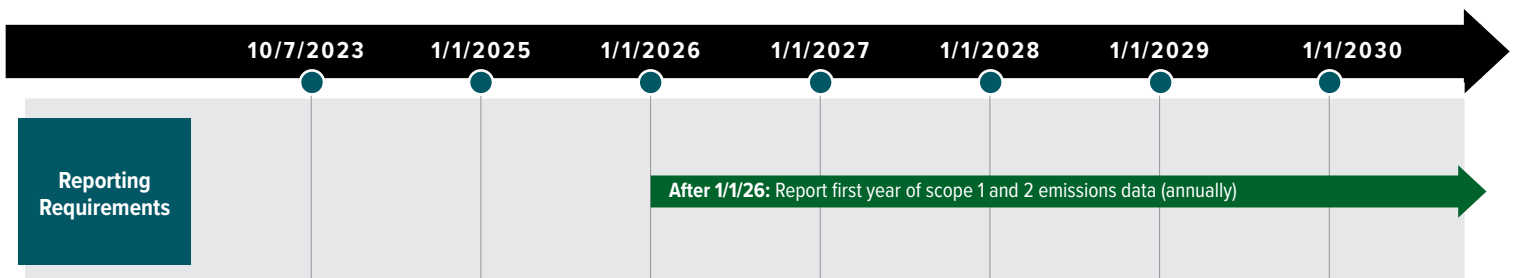 10/7/2023 1/1/2025 1/1/2026 1/1/2027 1/1/2028 1/1/2029 1/1/2030
Reporting
Requirements
After 1/1/26: Report first year of scope 1 and 2 emissions data (annually)